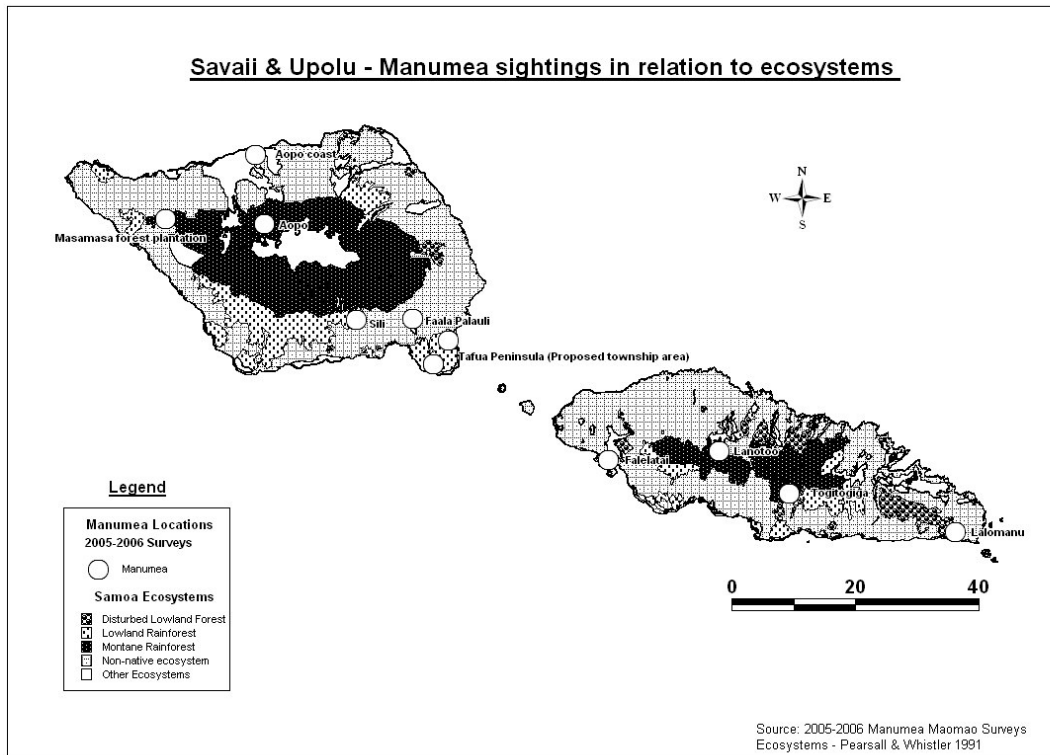 Savaii & Upolu - Manumea sightings in relation to ecosystems
Aopo coast
N
W E
S
Masamasa forest plantation
Aopo
Sili
Faala Palauli
Tafua Peninsula (Proposed township area)
Lanotoo
Falelatai
Togitogiga
Lalomanu
0 20 40
Legend
Manumea Locations
2005-2006 Surveys
Manumea
Samoa Ecosystems
Disturbed Lowland Forest
Lowland Rainforest
Montane Rainforest
Non-native ecosystem
Other Ecosystems
Source: 2005-2006 Manumea Maomao Surveys
Ecosystems - Pearsall & Whistler 1991